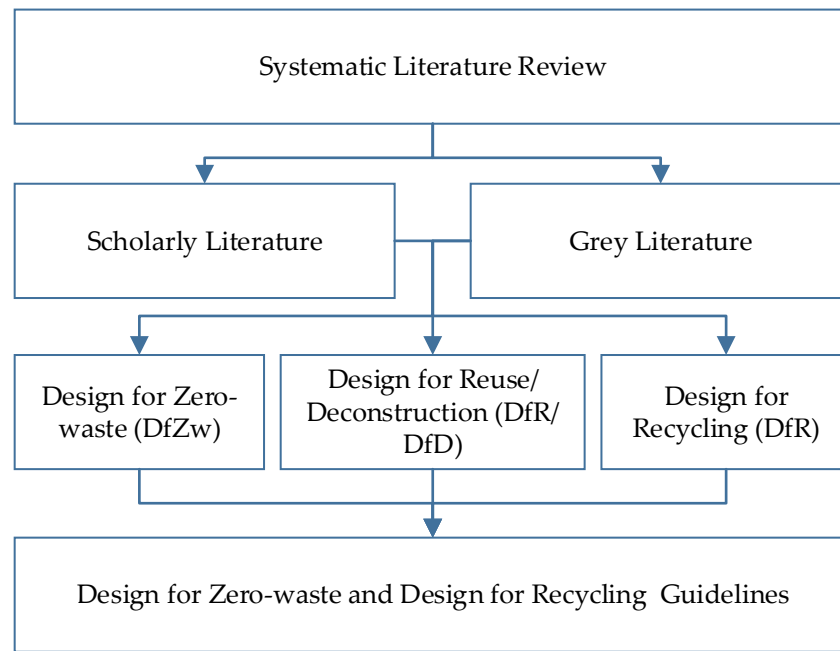 Systematic Literature Review
Scholarly Literature
Grey Literature
Design for Zero-
waste (DfZw)
Design for Reuse/
Deconstruction (DfR/
DfD)
Design for
Recycling (DfR)
Design for Zero-waste and Design for Recycling Guidelines